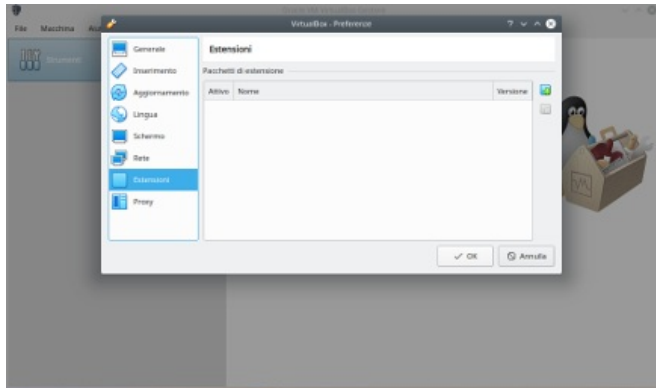 VirtualBox - Preferenze
File Macchina
Strumenti
Generale
Inserimento
Aggiornamento
Lingua
Schermo
Rete
Estensioni
Proxy
Estensioni
Pacchetti di estensione
Attivo Nome Versione
OK Annulla